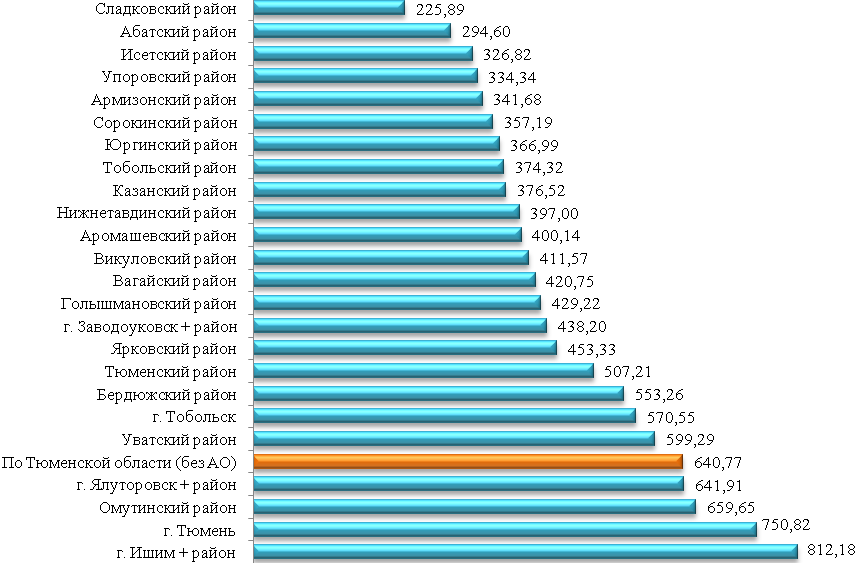 Сладковский район 225,89
Абатский район 294,60
Исетский район 326,82
Упоровский район 334,34
Армизонский район 341,68
Сорокинский район 357,19
Юргинский район 366,99
Тобольский район 374,32
Казанский район 376,52
Нижнетавдинский район 397,00
Аромашевский район 400,14
Викуловский район 411,57
Вагайский район 420,75
Голышмановский район 429,22
г. Заводоуковск + район 438,20
Ярковский район 453,33
Тюменский район 507,21
Бердюжский район 553,26
г. Тобольск 570,55
Уватский район 599,29
По Тюменской области (без АО) 640,77
г. Ялуторовск + район 641,91
Омутинский район 659,65
г. Тюмень 750,82
г. Ишим + район 812,18